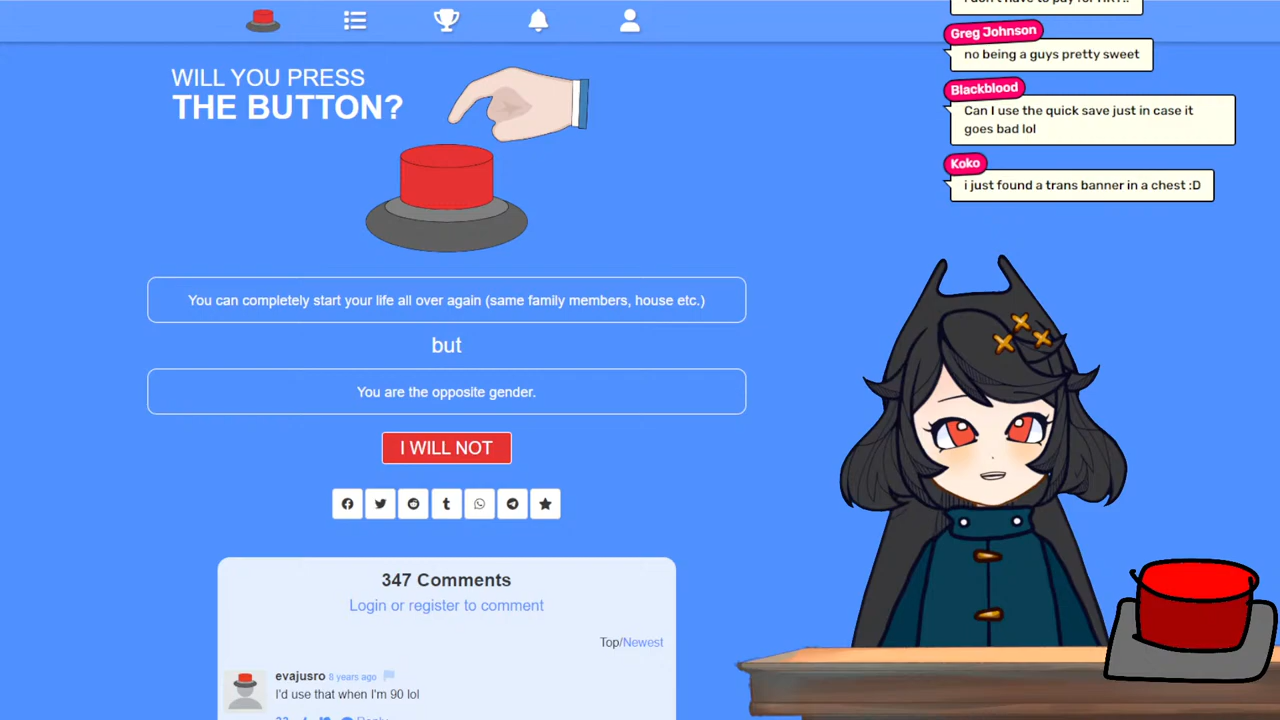 WILL YOU PRESS
THE BUTTON?
You can completely start your life all over again (same family members, house etc.)
but
You are the opposite gender.
I WILL NOT
347 Comments
Login or register to comment
Top/Newest
evajusro 8 years ago
I'd use that when I'm 90 lol
Reply
Greg Johnson
no being a guys pretty sweet
Blackblood
Can I use the quick save just in case it
goes bad lol
Koko
i just found a trans banner in a chest :D